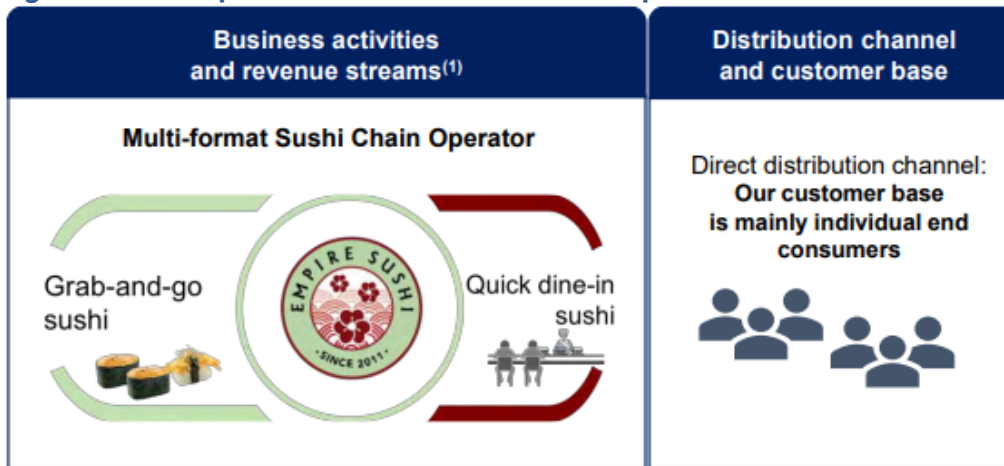 Business activities
and revenue streams(1)
Distribution channel
and customer base
Multi-format Sushi Chain Operator
Grab-and-go
sushi
EMPIRE SUSHI
·SINCE 2011·
Quick dine-in
sushi
Direct distribution channel:
Our customer base
is mainly individual end
consumers